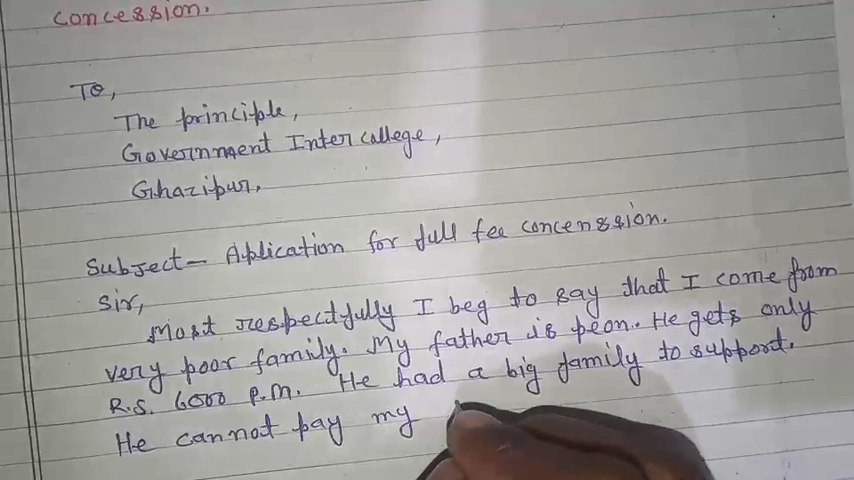 concession.
To,
The principle,
Government Inter college,
Ghazipur,
Subject- Application for full fee concenssion.
Sir,
Most respectfully I beg to say that I come from
very poor family. My father is peon. He gets only
R.S. 6000 P.M. He had a big family to support.
He cannot pay my